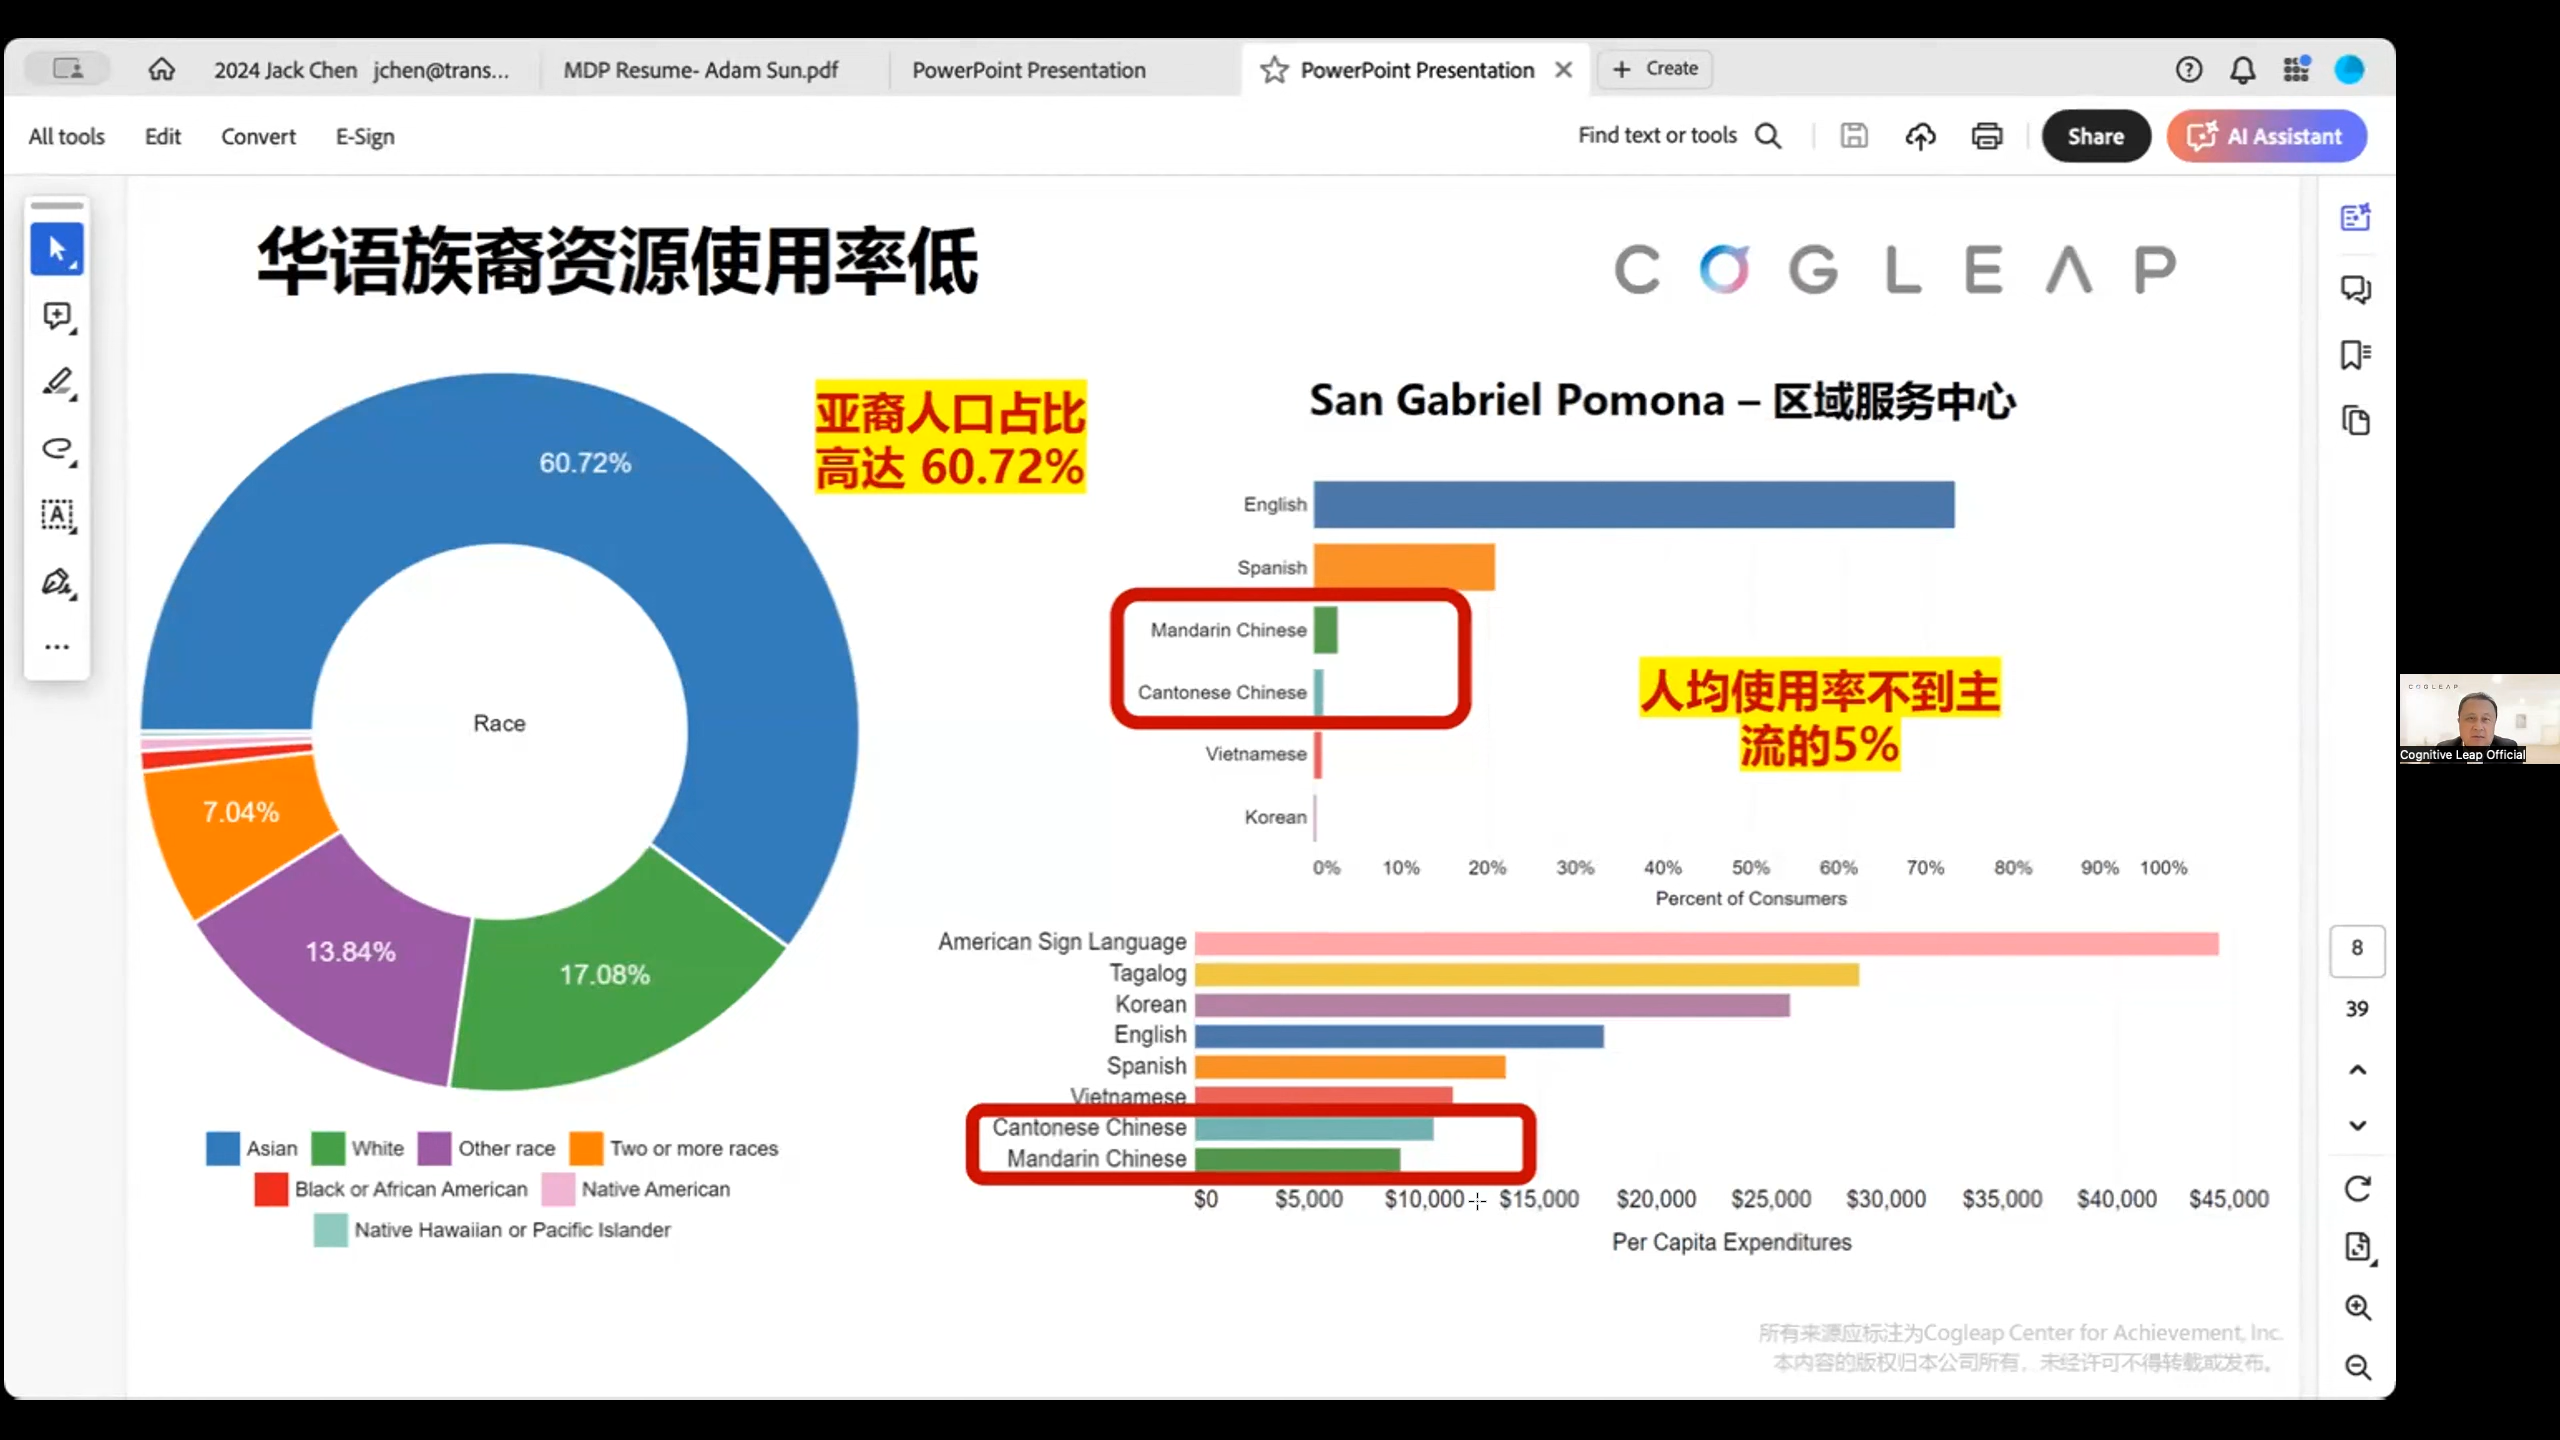 2024 Jack Chen jchen@trans...
MDP Resume- Adam Sun.pdf
PowerPoint Presentation
PowerPoint Presentation
Create
All tools
Edit
Convert
E-Sign
Find text or tools
Share
AI Assistant
华语族裔资源使用率低
COGLEAP
60.72%
7.04%
13.84%
17.08%
Race
亚裔人口占比
高达 60.72%
Asian White Other race Two or more races
Black or African American Native American
Native Hawaiian or Pacific Islander
San Gabriel Pomona – 区域服务中心
English
Spanish
Mandarin Chinese
Cantonese Chinese
Vietnamese
Korean
0% 10% 20% 30% 40% 50% 60% 70% 80% 90% 100%
Percent of Consumers
人均使用率不到主
流的5%
American Sign Language
Tagalog
Korean
English
Spanish
Vietnamese
Cantonese Chinese
Mandarin Chinese
$0 $5,000 $10,000 $15,000 $20,000 $25,000 $30,000 $35,000 $40,000 $45,000
Per Capita Expenditures
所有来源应标注为Cogleap Center for Achievement, Inc.
本内容的版权归本公司所有，未经许可不得转载或发布。
8
39
COGLEAP
Cognitive Leap Official